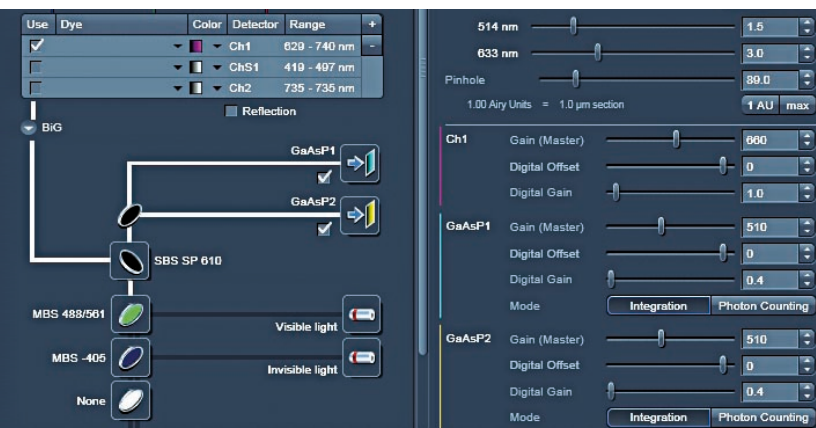 Use Dye Color Detector Range +
Ch1 629 - 740 nm -
ChS1 419 - 497 nm
Ch2 735 - 735 nm
Reflection
BiG
GaAsP1
GaAsP2
SBS SP 610
MBS 488/561
Visible light
MBS -405
Invisible light
None
514 nm 1.5
633 nm 3.0
Pinhole 89.0
1.00 Airy Units = 1.0 µm section 1 AU max
Ch1 Gain (Master) 660
Digital Offset 0
Digital Gain 1.0
GaAsP1 Gain (Master) 510
Digital Offset 0
Digital Gain 0.4
Mode Integration Photon Counting
GaAsP2 Gain (Master) 510
Digital Offset 0
Digital Gain 0.4
Mode Integration Photon Counting